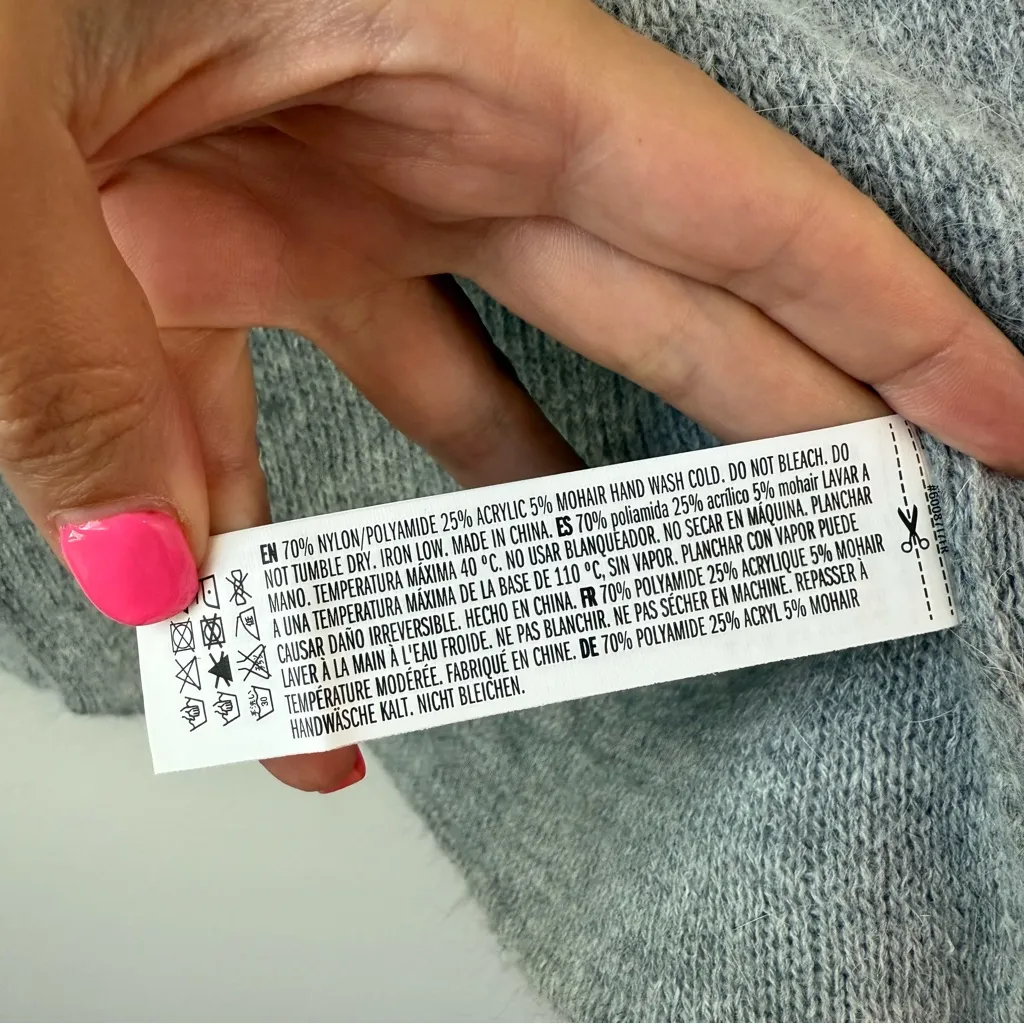 EN 70% NYLON/POLYAMIDE 25% ACRYLIC 5% MOHAIR HAND WASH COLD. DO NOT BLEACH. DO
NOT TUMBLE DRY. IRON LOW. MADE IN CHINA. ES 70% poliamida 25% acrílico 5% mohair LAVAR A
MANO. TEMPERATURA MÁXIMA 40 ºC. NO USAR BLANQUEADOR. NO SECAR EN MÁQUINA. PLANCHAR
A UNA TEMPERATURA MÁXIMA DE LA BASE DE 110 ºC, SIN VAPOR. PLANCHAR CON VAPOR PUEDE
CAUSAR DAÑO IRREVERSIBLE. HECHO EN CHINA. FR 70% POLYAMIDE 25% ACRYLIQUE 5% MOHAIR
LAVER À LA MAIN À L'EAU FROIDE. NE PAS BLANCHIR. NE PAS SÉCHER EN MACHINE. REPASSER À
TEMPÉRATURE MODÉRÉE. FABRIQUÉ EN CHINE. DE 70% POLYAMIDE 25% ACRYL 5% MOHAIR
HANDWÄSCHE KALT. NICHT BLEICHEN.
30